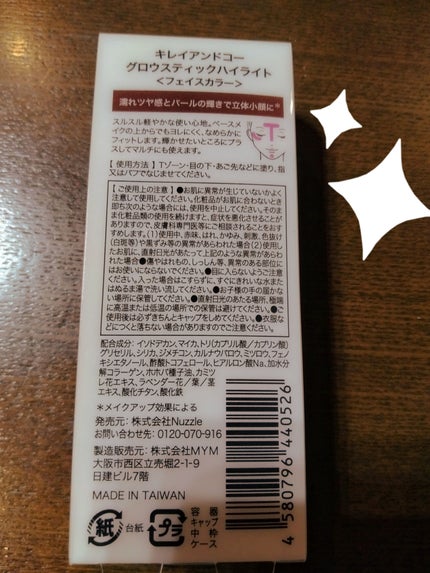 キレイアンドコー
グロウスティックハイライト
<フェイスカラー>
濡れツヤ感とパールの輝きで立体小顔に*
スルスル軽やかな使い心地。ベースメ
イクの上からでもヨレにくく、なめらかに
フィットします。輝かせたいところにプラ
スしてマルチにも使えます。
【 使用方法 】Tゾーン・目の下・あご先などに塗り、指
又はパフでなじませてください。
【 ご使用上の注意 】●お肌に異常が生じていないかよく
注意して使用してください。化粧品がお肌に合わないとき
即ち次のような場合には、使用を中止してください。そのま
ま化粧品類の使用を続けますと、症状を悪化させることが
ありますので、皮膚科専門医等にご相談されることをおす
すめします。(1)使用中、赤味、はれ、かゆみ、刺激、色抜け
(白斑等)や黒ずみ等の異常があらわれた場合(2)使用し
たお肌に、直射日光があたって上記のような異常があらわ
れた場合●傷やはれもの、しっしん等、異常のある部位に
はお使いにならないでください。●目に入らないようご注意
ください。入った場合はこすらずに、すぐにきれいな水また
はぬるま湯で洗い流してください。●お子様の手の届かな
い場所に保管してください。●直射日光のあたる場所、極端
に高温または低温の場所での保管は避けてください。●ご
使用後は必ずきちんとキャップをしめてください。●衣服な
どにつくと落ちない場合がありますのでご注意ください。
配合成分: イソドデカン、マイカ、トリ(カプリル酸/カプリン酸)
グリセリル、シリカ、ジメチコン、カルナウバロウ、ミツロウ、フェノ
キシエタノール、酢酸トコフェロール、ヒアルロン酸Na、加水分
解コラーゲン、ホホバ種子油、カミツ
レ花エキス、ラベンダー花/葉/茎
エキス、酸化チタン、酸化鉄
*メイクアップ効果による
発売元: 株式会社Nuzzle
お問い合わせ先: 0120-070-916
製造販売元: 株式会社MYM
大阪市西区立売堀2-1-9
日建ビル7階
MADE IN TAIWAN
紙 台紙
プラ
容器
キャップ
中枠
ケース
4 580796 440526